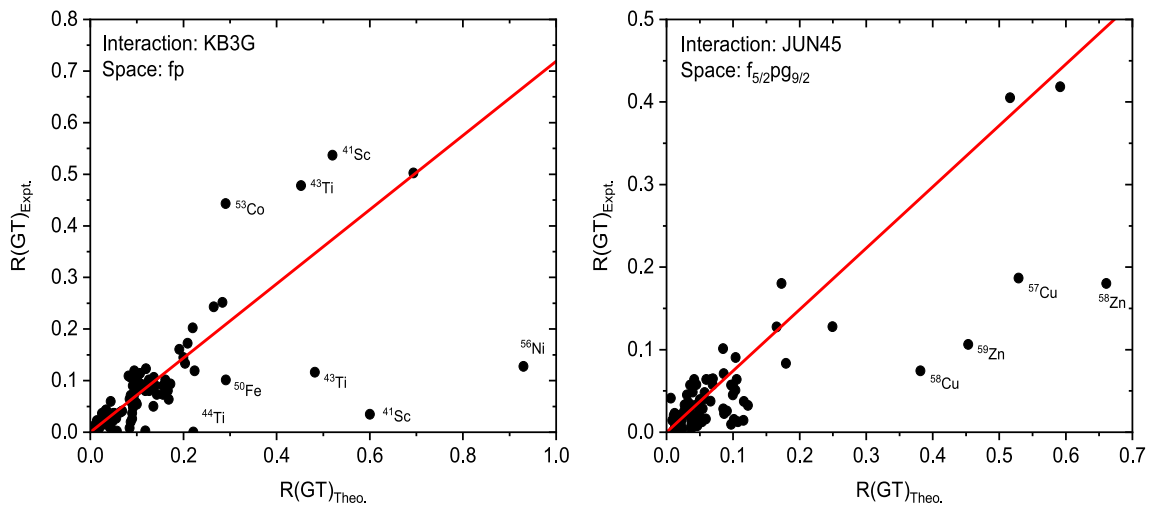 Interaction: KB3G
Space: fp
R(GT)Expt.
0.8
0.7
0.6
0.5
0.4
0.3
0.2
0.1
0.0
⁴¹Sc
⁴³Ti
⁵³Co
⁵⁶Ni
⁵⁰Fe
⁴³Ti
⁴⁴Ti
⁴¹Sc
0.0 0.2 0.4 0.6 0.8 1.0
R(GT)Theo.
Interaction: JUN45
Space: f₅/₂pg₉/₂
R(GT)Expt.
0.5
0.4
0.3
0.2
0.1
0.0
⁵⁷Cu
⁵⁸Zn
⁵⁹Zn
⁵⁸Cu
0.0 0.1 0.2 0.3 0.4 0.5 0.6 0.7
R(GT)Theo.